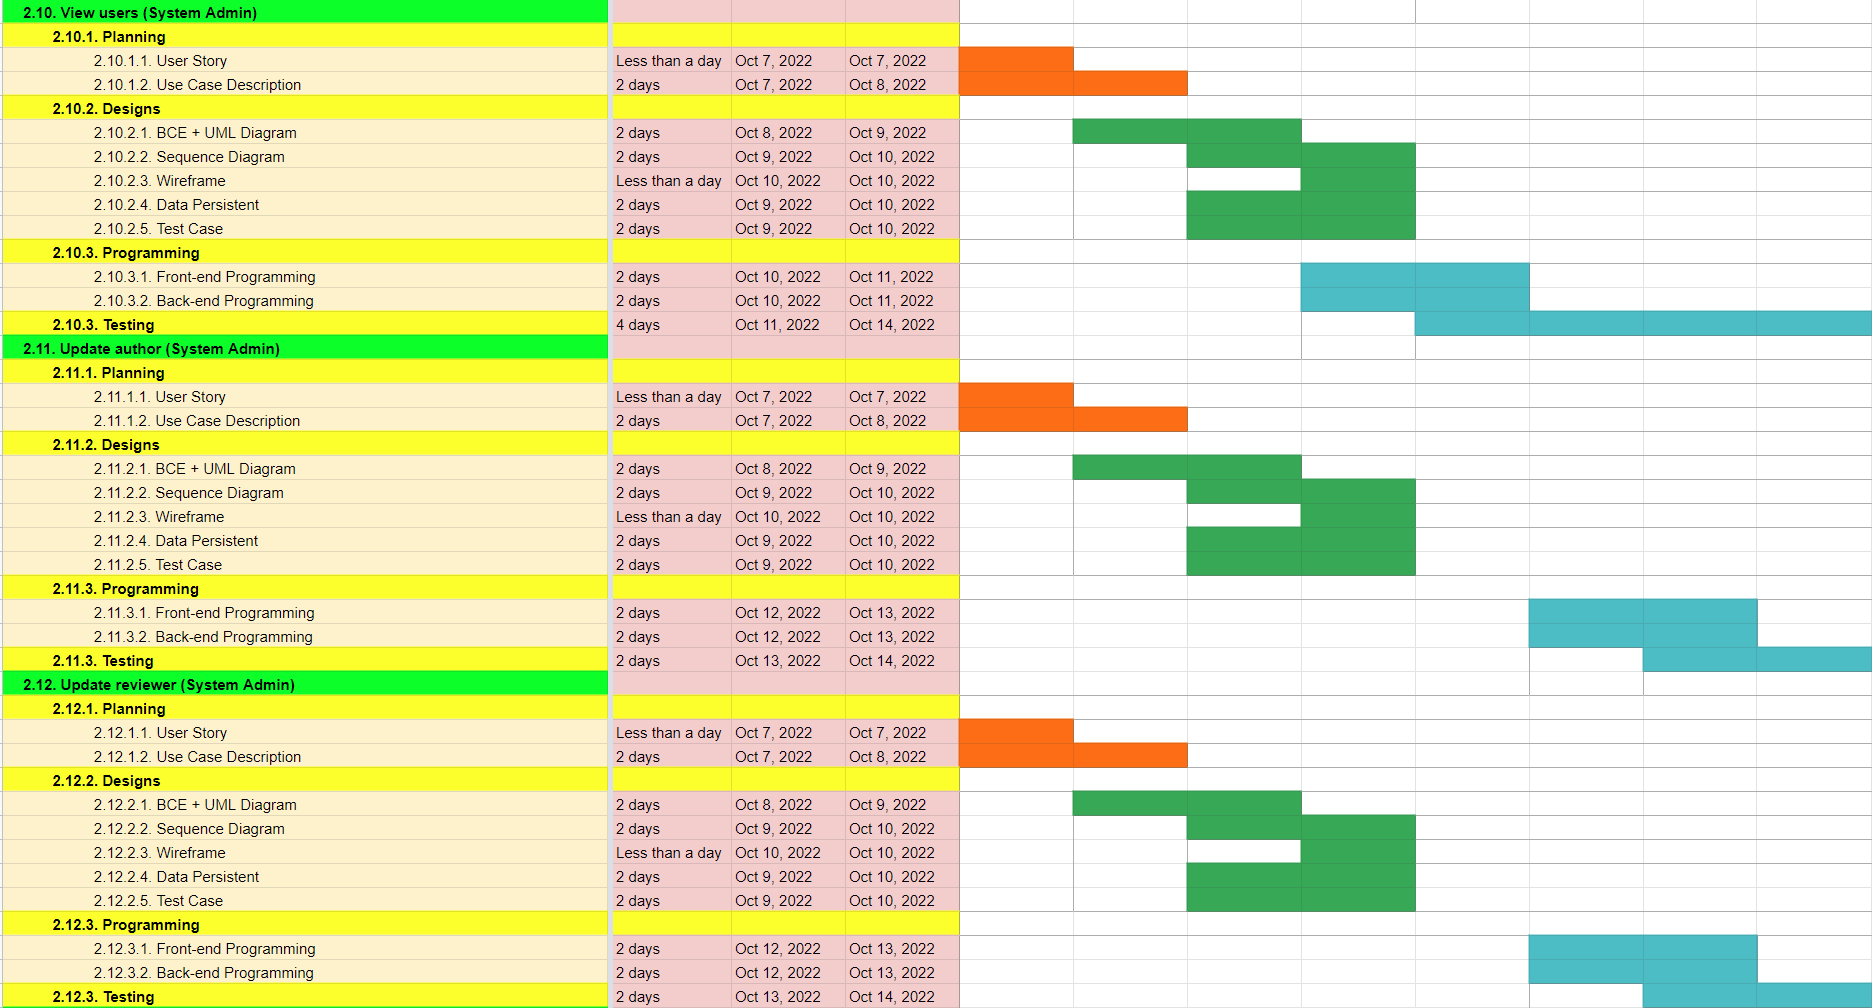 2.10. View users (System Admin)
2.10.1. Planning
2.10.1.1. User Story Less than a day Oct 7, 2022 Oct 7, 2022
2.10.1.2. Use Case Description 2 days Oct 7, 2022 Oct 8, 2022
2.10.2. Designs
2.10.2.1. BCE + UML Diagram 2 days Oct 8, 2022 Oct 9, 2022
2.10.2.2. Sequence Diagram 2 days Oct 9, 2022 Oct 10, 2022
2.10.2.3. Wireframe Less than a day Oct 10, 2022 Oct 10, 2022
2.10.2.4. Data Persistent 2 days Oct 9, 2022 Oct 10, 2022
2.10.2.5. Test Case 2 days Oct 9, 2022 Oct 10, 2022
2.10.3. Programming
2.10.3.1. Front-end Programming 2 days Oct 10, 2022 Oct 11, 2022
2.10.3.2. Back-end Programming 2 days Oct 10, 2022 Oct 11, 2022
2.10.3. Testing 4 days Oct 11, 2022 Oct 14, 2022
2.11. Update author (System Admin)
2.11.1. Planning
2.11.1.1. User Story Less than a day Oct 7, 2022 Oct 7, 2022
2.11.1.2. Use Case Description 2 days Oct 7, 2022 Oct 8, 2022
2.11.2. Designs
2.11.2.1. BCE + UML Diagram 2 days Oct 8, 2022 Oct 9, 2022
2.11.2.2. Sequence Diagram 2 days Oct 9, 2022 Oct 10, 2022
2.11.2.3. Wireframe Less than a day Oct 10, 2022 Oct 10, 2022
2.11.2.4. Data Persistent 2 days Oct 9, 2022 Oct 10, 2022
2.11.2.5. Test Case 2 days Oct 9, 2022 Oct 10, 2022
2.11.3. Programming
2.11.3.1. Front-end Programming 2 days Oct 12, 2022 Oct 13, 2022
2.11.3.2. Back-end Programming 2 days Oct 12, 2022 Oct 13, 2022
2.11.3. Testing 2 days Oct 13, 2022 Oct 14, 2022
2.12. Update reviewer (System Admin)
2.12.1. Planning
2.12.1.1. User Story Less than a day Oct 7, 2022 Oct 7, 2022
2.12.1.2. Use Case Description 2 days Oct 7, 2022 Oct 8, 2022
2.12.2. Designs
2.12.2.1. BCE + UML Diagram 2 days Oct 8, 2022 Oct 9, 2022
2.12.2.2. Sequence Diagram 2 days Oct 9, 2022 Oct 10, 2022
2.12.2.3. Wireframe Less than a day Oct 10, 2022 Oct 10, 2022
2.12.2.4. Data Persistent 2 days Oct 9, 2022 Oct 10, 2022
2.12.2.5. Test Case 2 days Oct 9, 2022 Oct 10, 2022
2.12.3. Programming
2.12.3.1. Front-end Programming 2 days Oct 12, 2022 Oct 13, 2022
2.12.3.2. Back-end Programming 2 days Oct 12, 2022 Oct 13, 2022
2.12.3. Testing 2 days Oct 13, 2022 Oct 14, 2022